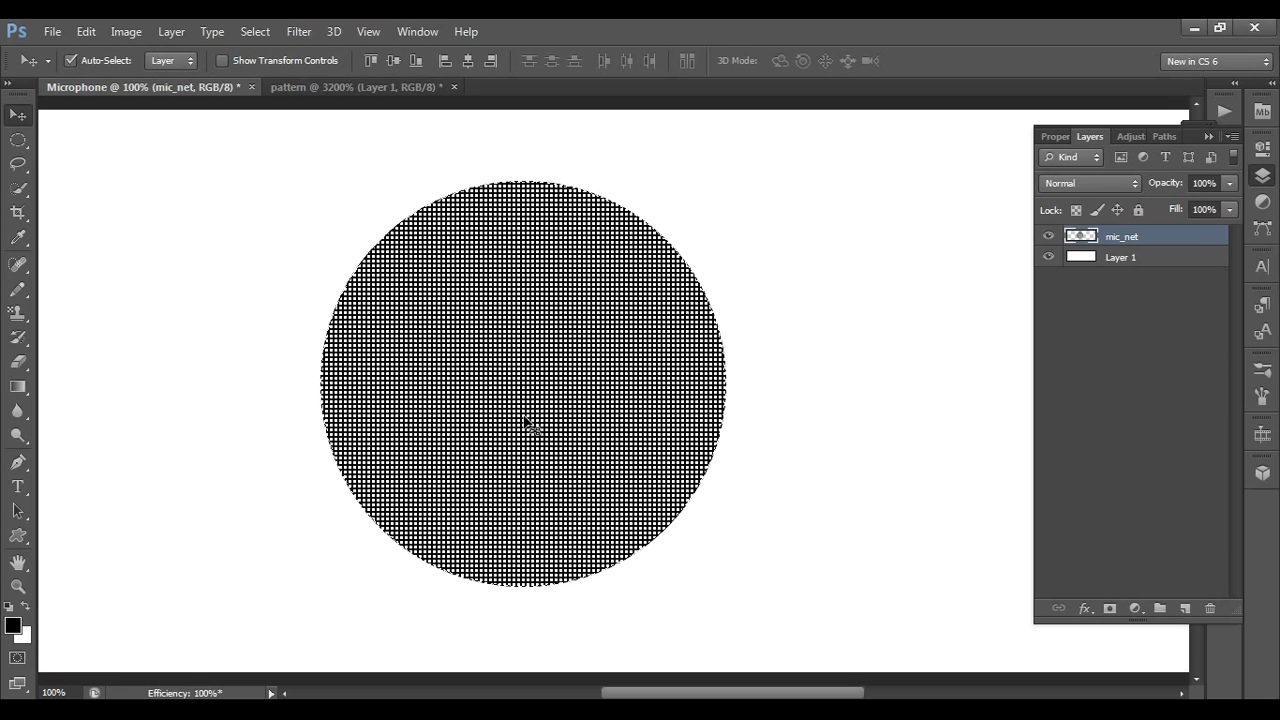 Ps File Edit Image Layer Type Select Filter 3D View Window Help
Auto-Select: Layer Show Transform Controls 3D Mode: New in CS 6
Microphone @ 100% (mic_net, RGB/8) * × pattern @ 3200% (Layer 1, RGB/8) * ×
Mb
Proper Layers Adjust Paths
Kind
Normal Opacity: 100%
Lock: Fill: 100%
mic_net
Layer 1
fx
100% Efficiency: 100%*